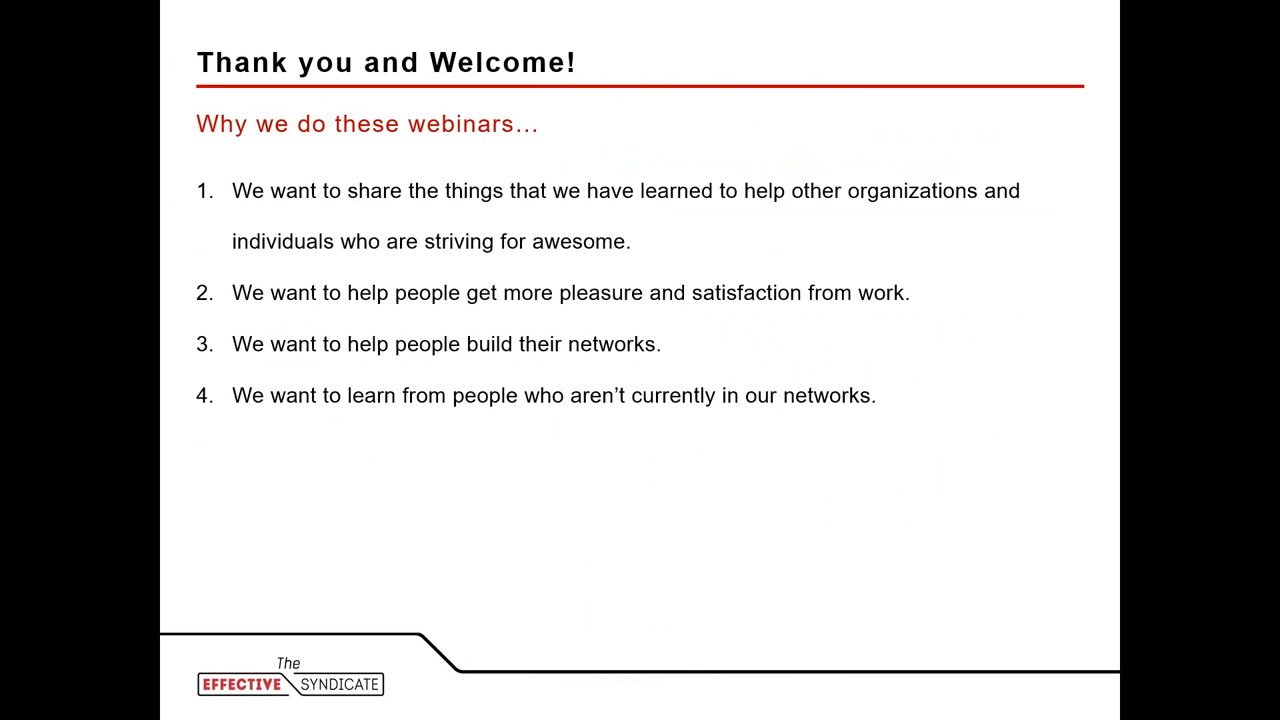 Thank you and Welcome!
Why we do these webinars...
1. We want to share the things that we have learned to help other organizations and
individuals who are striving for awesome.
2. We want to help people get more pleasure and satisfaction from work.
3. We want to help people build their networks.
4. We want to learn from people who aren’t currently in our networks.
The
EFFECTIVE SYNDICATE